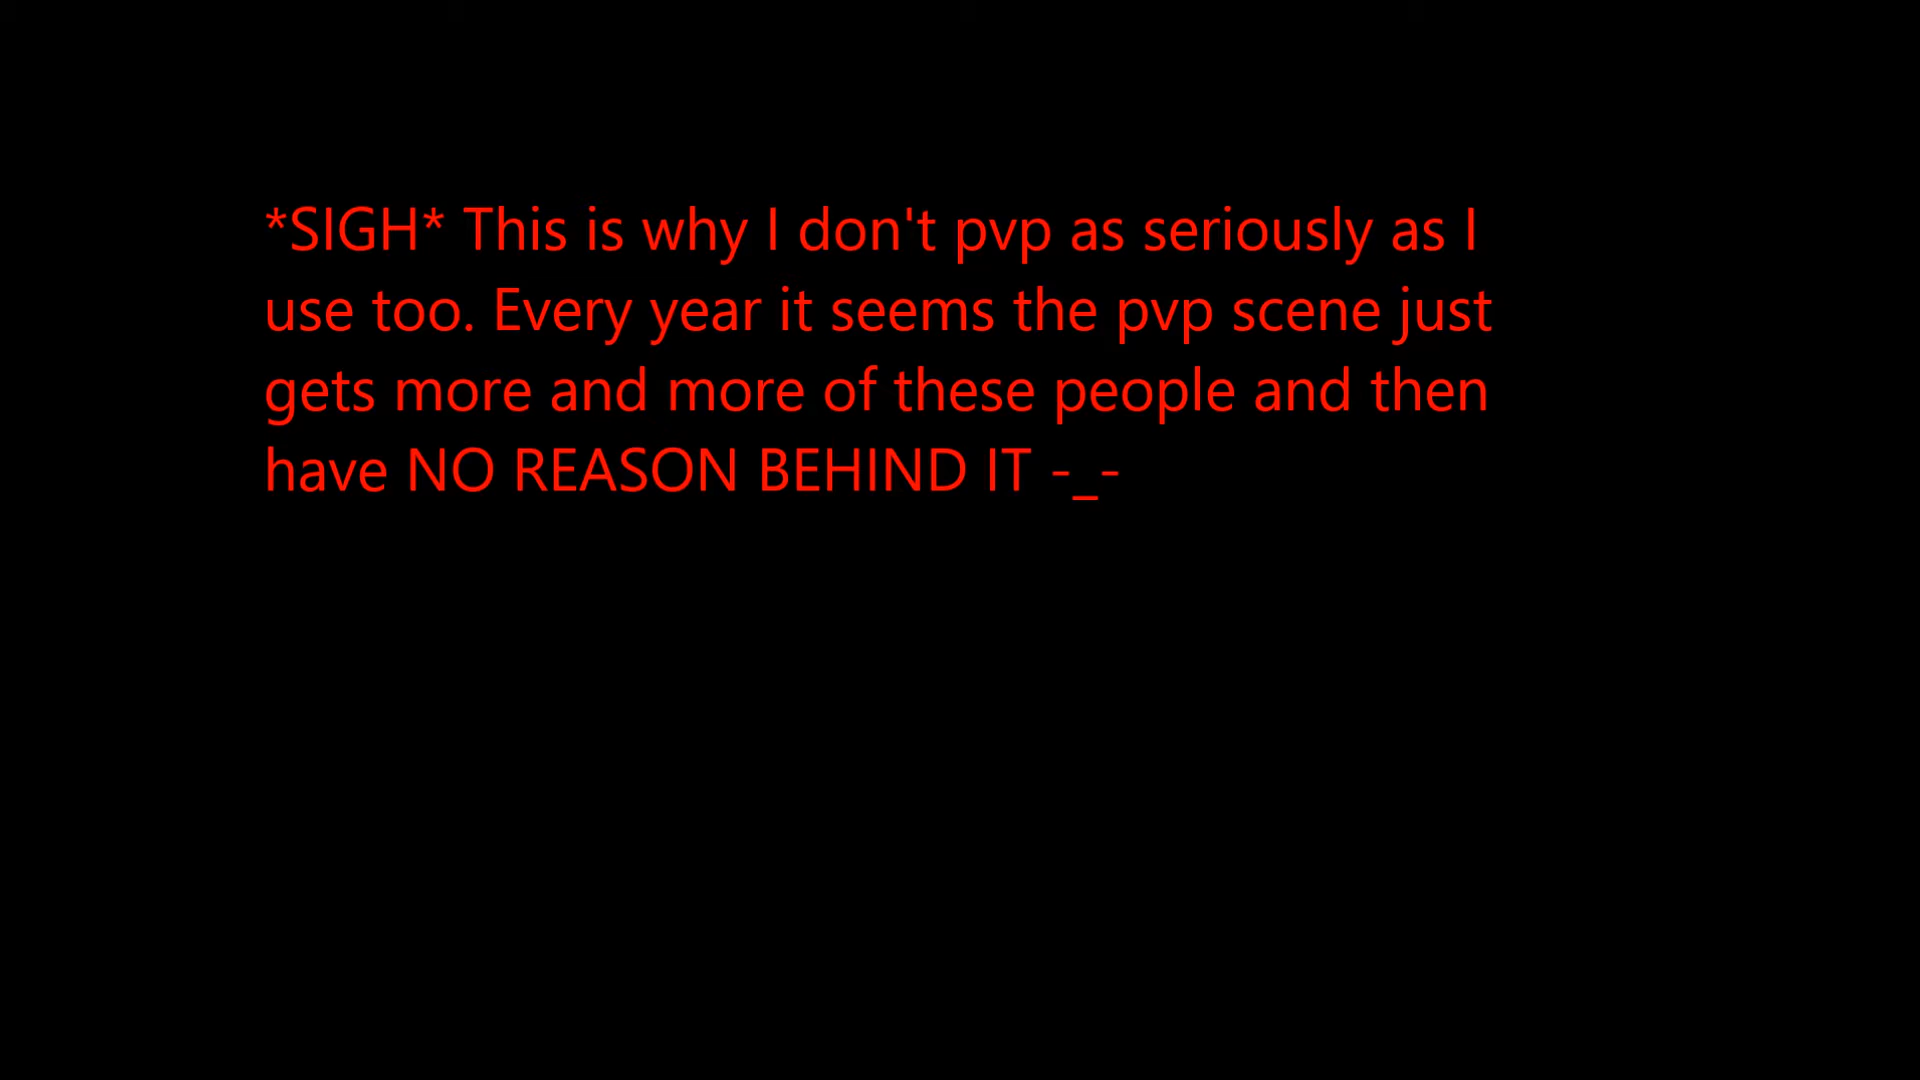 *SIGH* This is why I don't pvp as seriously as I
use too. Every year it seems the pvp scene just
gets more and more of these people and then
have NO REASON BEHIND IT -_-